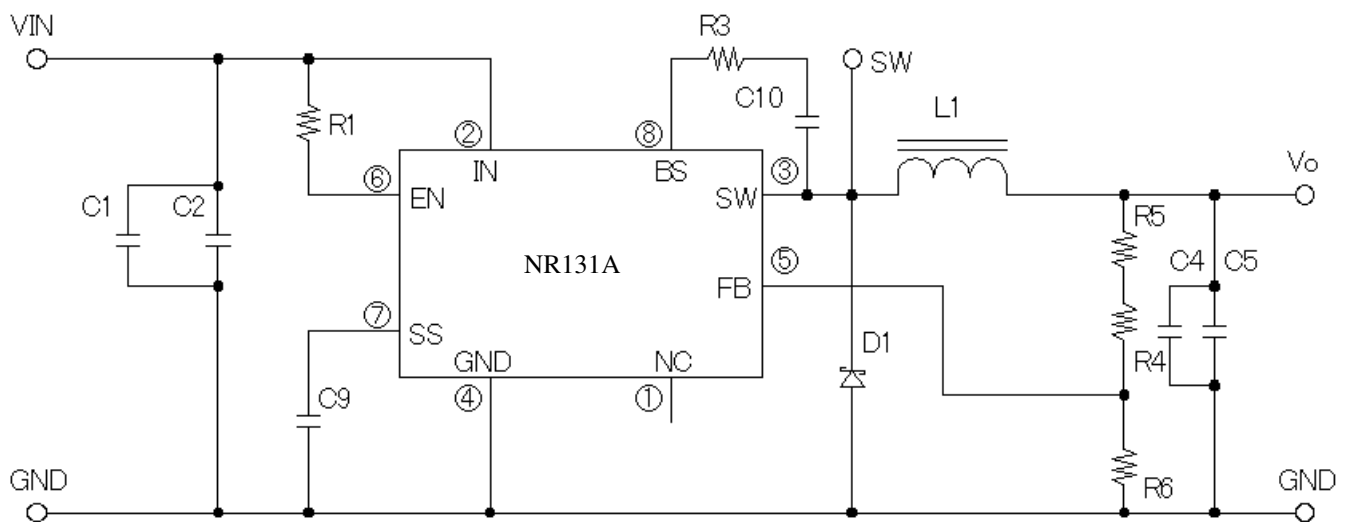 VIN
R3
SW
C10
L1
R1
②
⑧
IN
BS
③
Vo
⑥
EN
SW
R5
C1
C2
NR131A
⑤
C4
C5
FB
⑦
SS
D1
GND
NC
R4
④
①
C9
GND
R6
GND